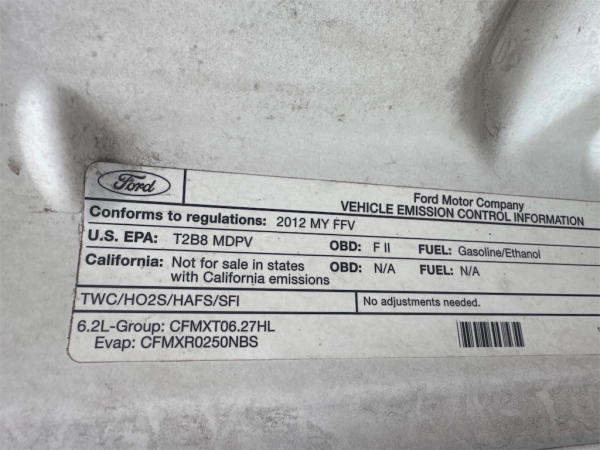 Ford
Ford Motor Company
VEHICLE EMISSION CONTROL INFORMATION
Conforms to regulations: 2012 MY FFV
U.S. EPA: T2B8 MDPV OBD: F II FUEL: Gasoline/Ethanol
California: Not for sale in states OBD: N/A FUEL: N/A
with California emissions
TWC/HO2S/HAFS/SFI No adjustments needed.
6.2L-Group: CFMXT06.27HL
Evap: CFMXR0250NBS